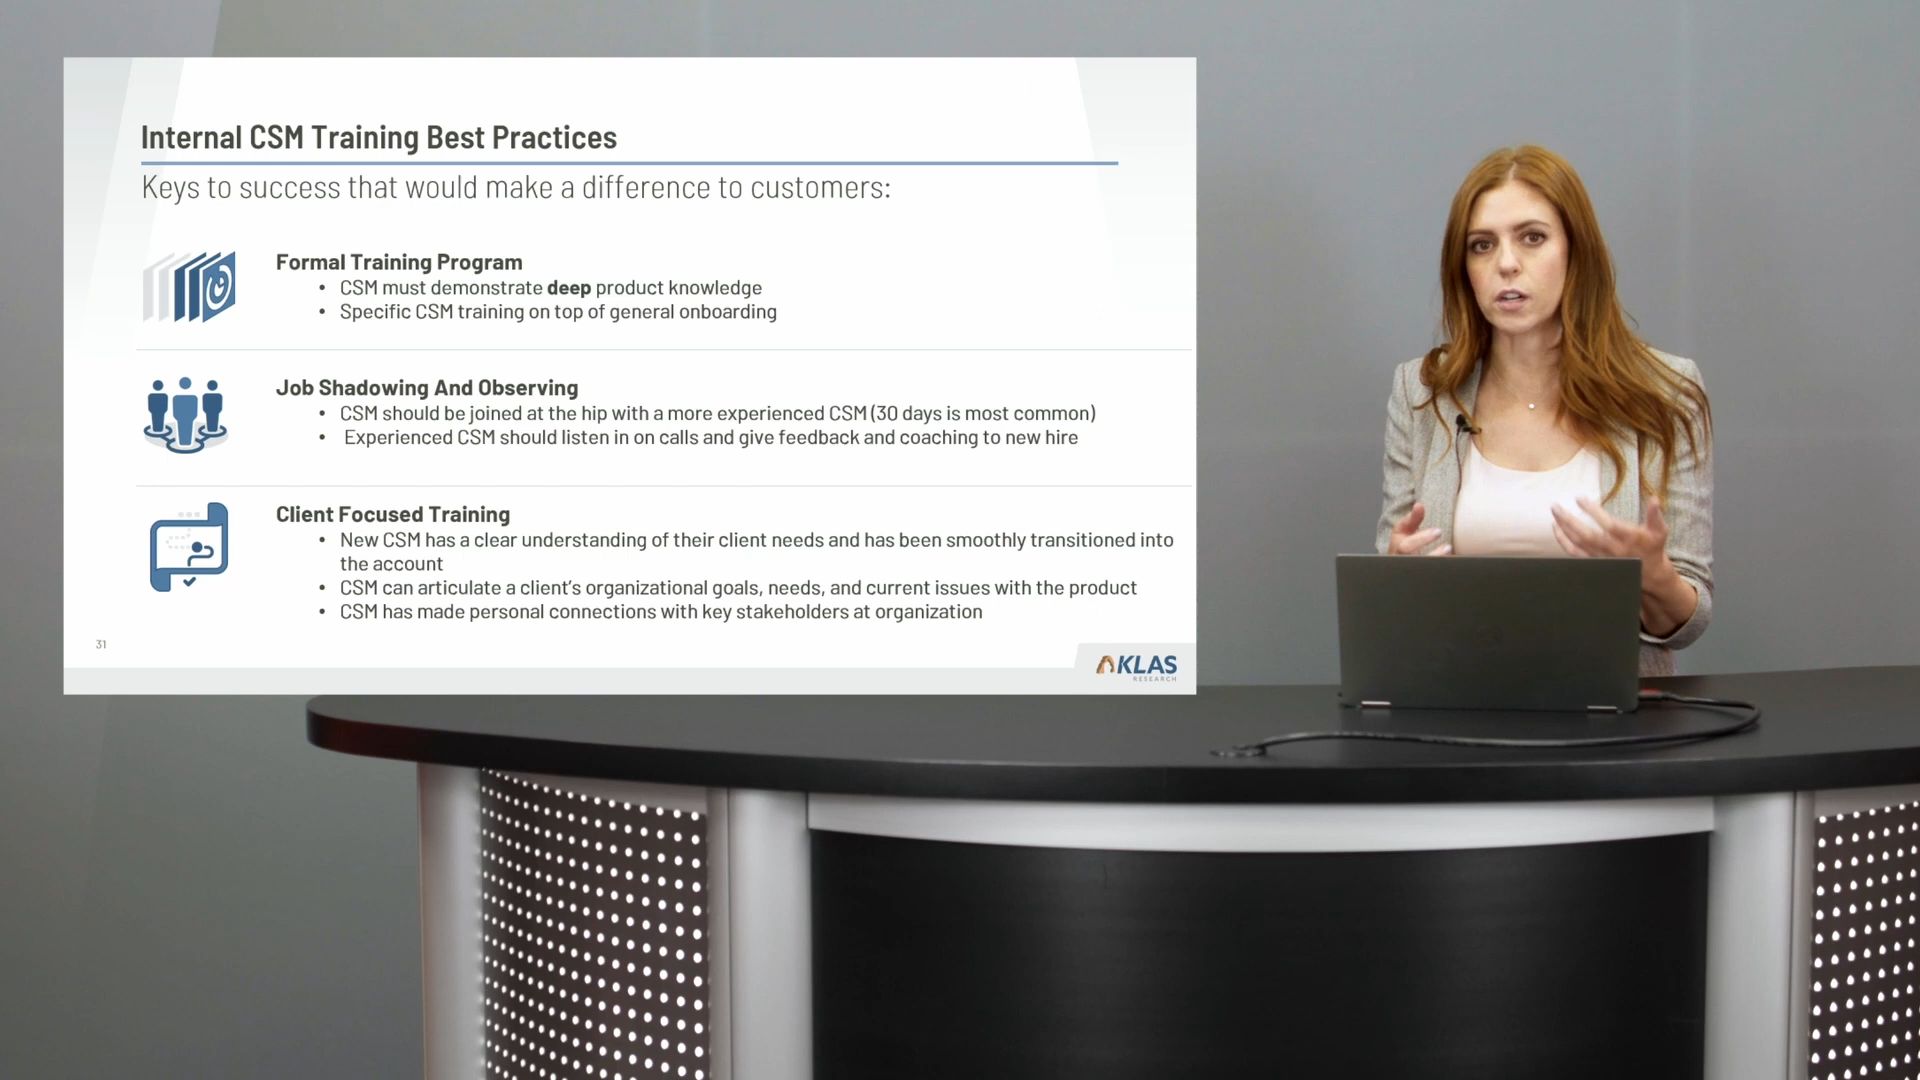 Internal CSM Training Best Practices
Keys to success that would make a difference to customers:
Formal Training Program
• CSM must demonstrate deep product knowledge
• Specific CSM training on top of general onboarding
Job Shadowing And Observing
• CSM should be joined at the hip with a more experienced CSM (30 days is most common)
• Experienced CSM should listen in on calls and give feedback and coaching to new hire
Client Focused Training
• New CSM has a clear understanding of their client needs and has been smoothly transitioned into
the account
• CSM can articulate a client's organizational goals, needs, and current issues with the product
• CSM has made personal connections with key stakeholders at organization
31
KLAS
RESEARCH